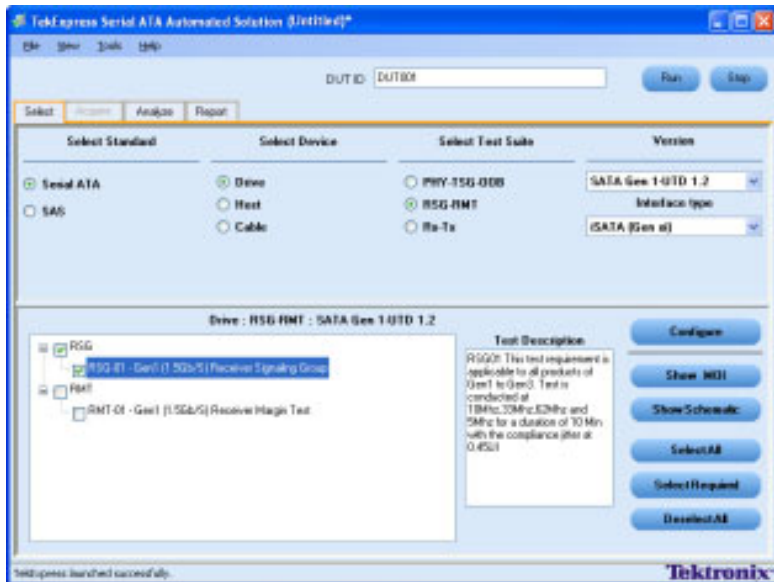 TekExpress Serial ATA Automated Solution (Untitled)*
File View Tools Help
DUT ID DUT001 Run Stop
Select Acquire Analyze Report
Select Standard Select Device Select Test Suite Version
Serial ATA Drive PHY-TSG-OOB SATA Gen 1-UTD 1.2
SAS Host RSG-RMT Interface type
Cable Rx-Tx iSATA (Gen xi)
Drive : RSG-RMT : SATA Gen 1-UTD 1.2
RSG
RSG-01 - Gen1 (1.5Gb/S) Receiver Signaling Group
RMT
RMT-01 - Gen1 (1.5Gb/S) Receiver Margin Test
Test Description
RSG01 This test requirement is
applicable to all products of
Gen1 to Gen3. Test is
conducted at
10Mhz,33Mhz,62Mhz and
5Mhz for a duration of 10 Min
with the compliance jitter at
0.45UI
Configure
Show MOI
Show Schematic
Select All
Select Required
Deselect All
TekExpress launched successfully.
Tektronix